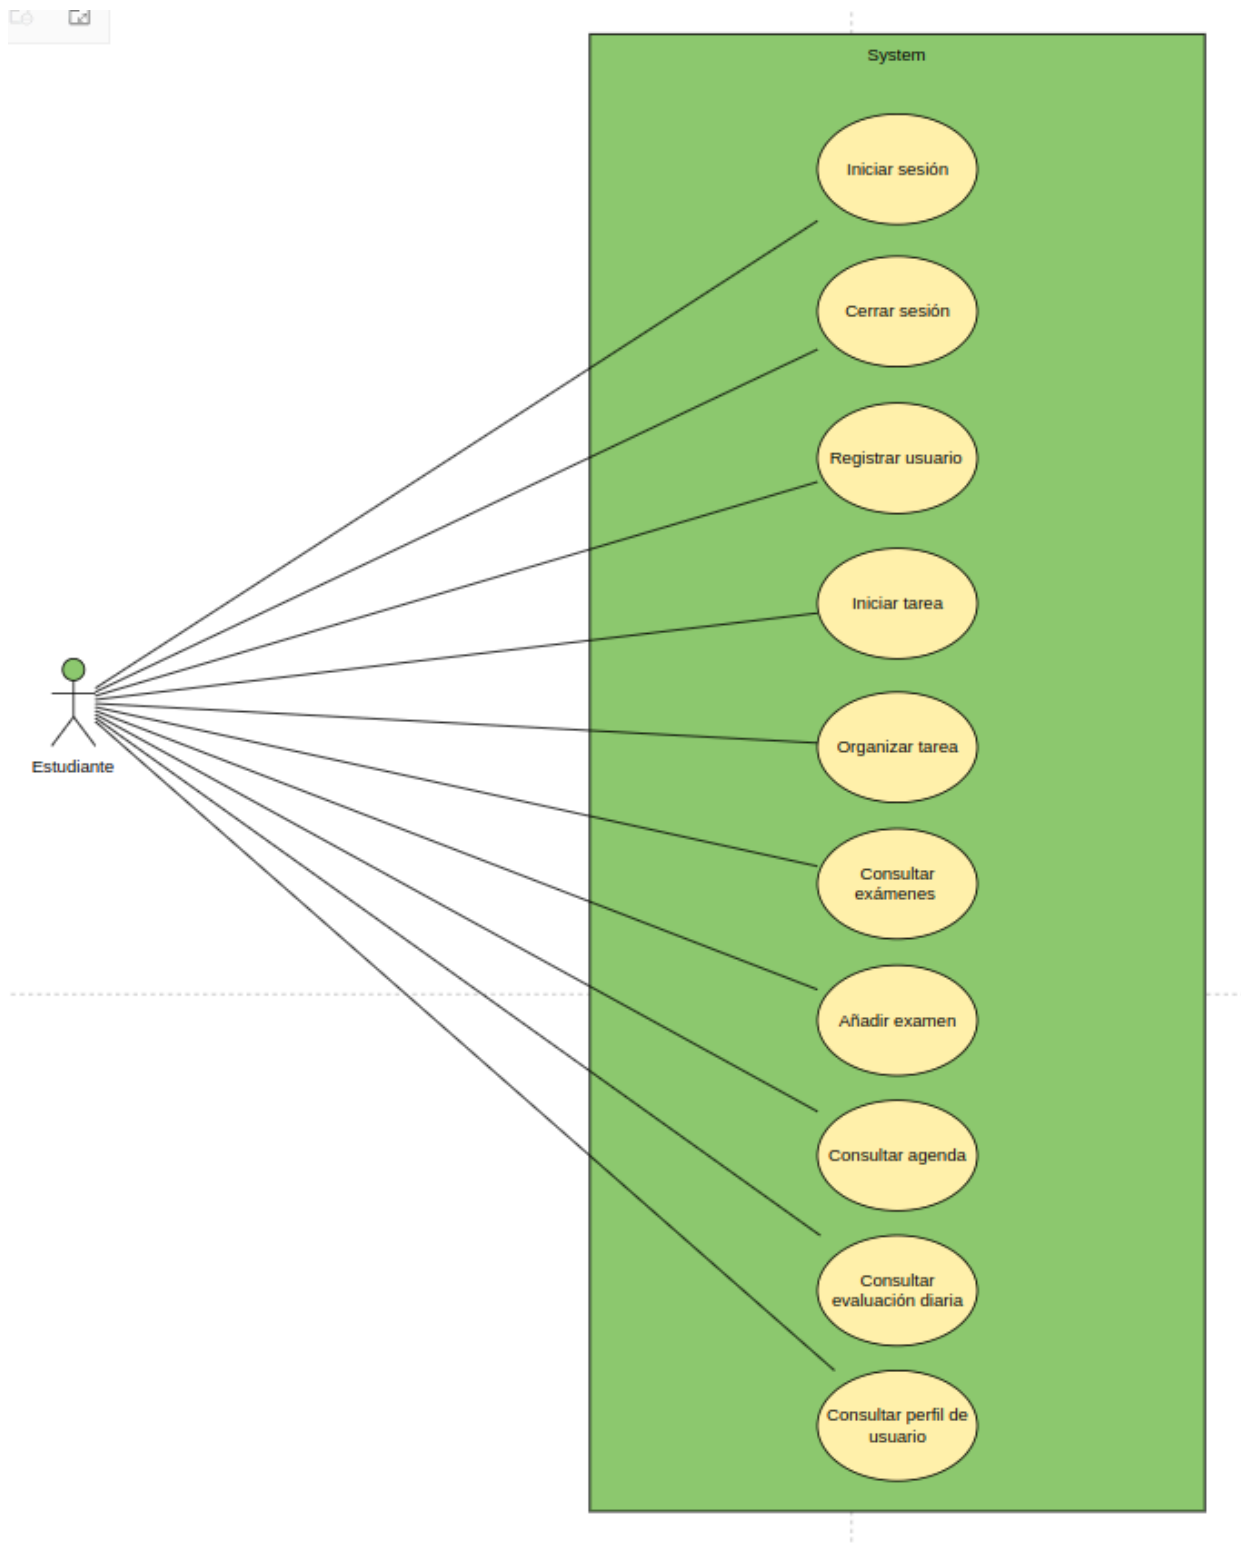 System
Iniciar sesión
Cerrar sesión
Registrar usuario
Iniciar tarea
Estudiante
Organizar tarea
Consultar
exámenes
Añadir examen
Consultar agenda
Consultar
evaluación diaria
Consultar perfil de
usuario